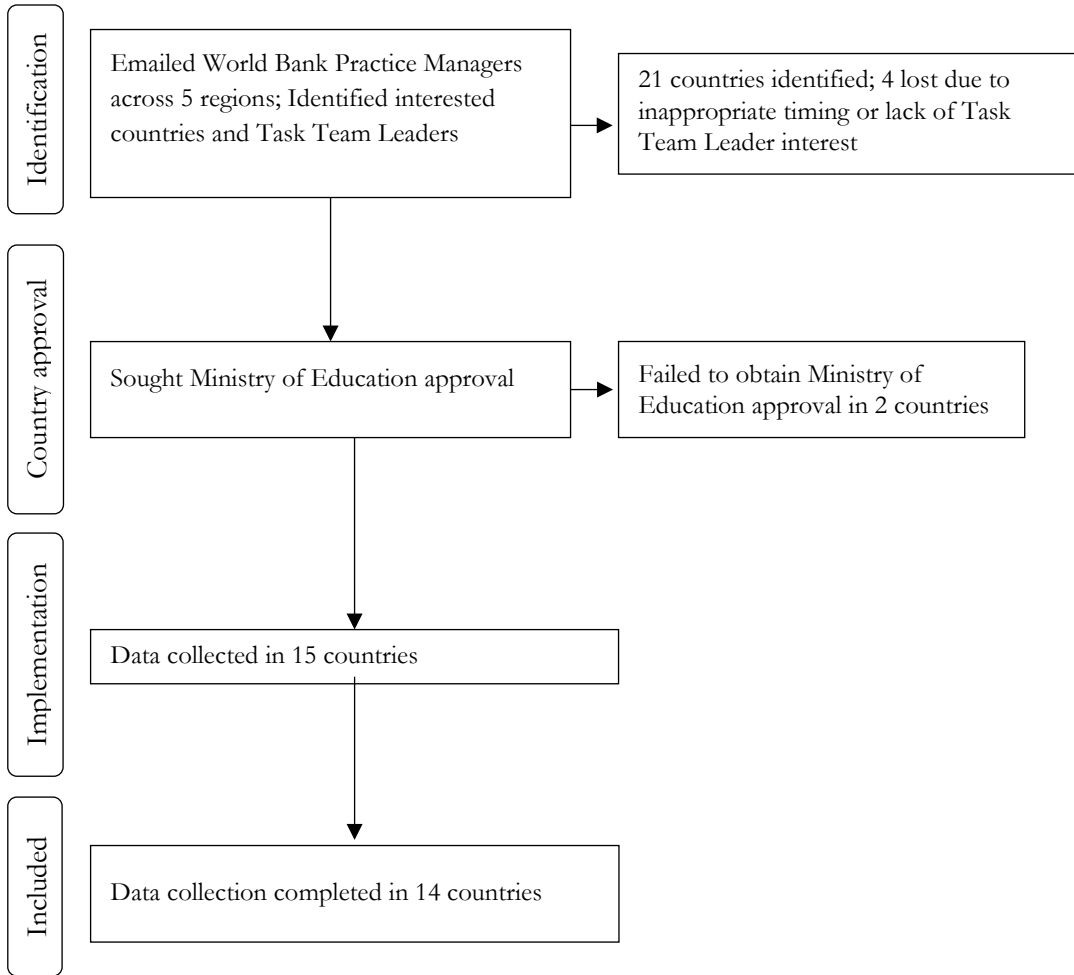 Identification
Emailed World Bank Practice Managers
across 5 regions; Identified interested
countries and Task Team Leaders
21 countries identified; 4 lost due to
inappropriate timing or lack of Task
Team Leader interest
Country approval
Sought Ministry of Education approval
Failed to obtain Ministry of
Education approval in 2 countries
Implementation
Data collected in 15 countries
Included
Data collection completed in 14 countries